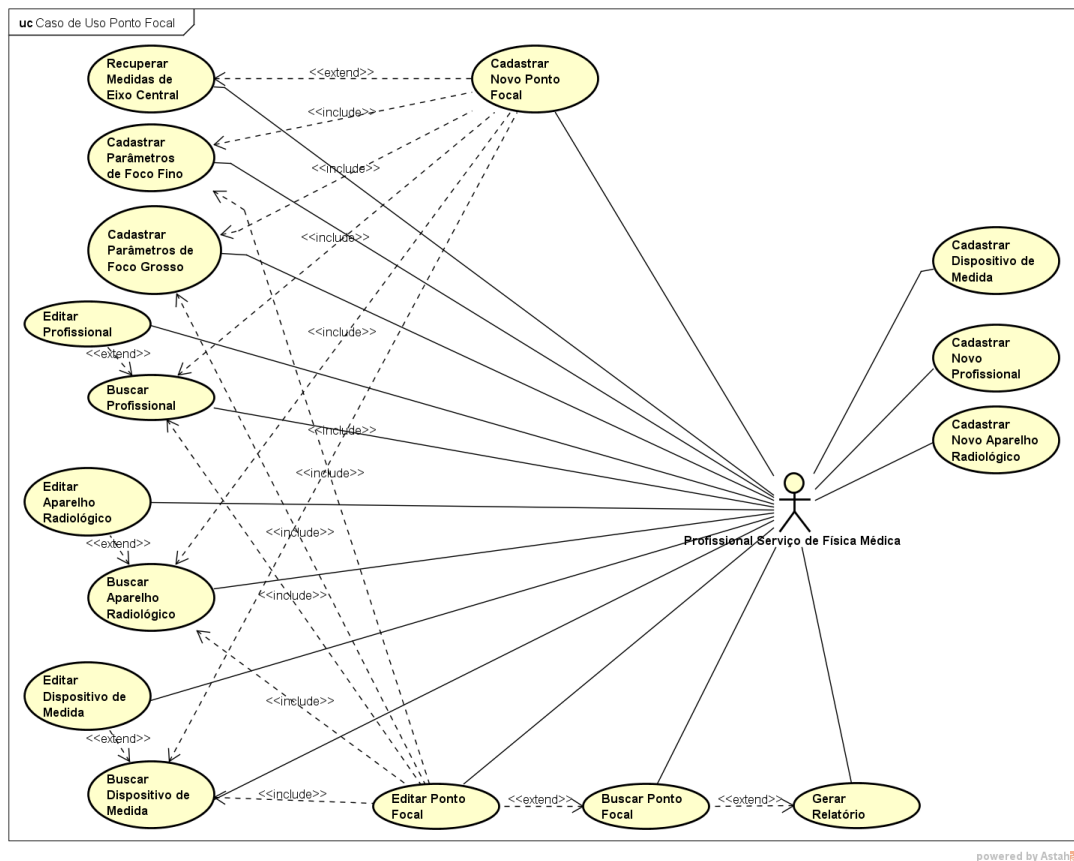 uc Caso de Uso Ponto Focal
Recuperar
Medidas de
Eixo Central
<<extend>>
Cadastrar
Novo Ponto
Focal
<<include>>
Cadastrar
Parâmetros
de Foco Fino
<<include>>
Cadastrar
Parâmetros de
Foco Grosso
<<include>>
Cadastrar
Dispositivo de
Medida
Editar
Profissional
<<include>>
<<extend>>
Cadastrar
Novo
Profissional
Buscar
Profissional
<<include>>
Cadastrar
Novo Aparelho
Radiológico
<<include>>
Editar
Aparelho
Radiológico
<<include>>
<<extend>>
Profissional Serviço de Física Médica
Buscar
Aparelho
Radiológico
<<include>>
Editar
Dispositivo de
Medida
<<include>>
<<extend>>
Buscar
Dispositivo de
Medida
<<include>>
Editar Ponto
Focal
<<extend>>
Buscar Ponto
Focal
<<extend>>
Gerar
Relatório
powered by Astah